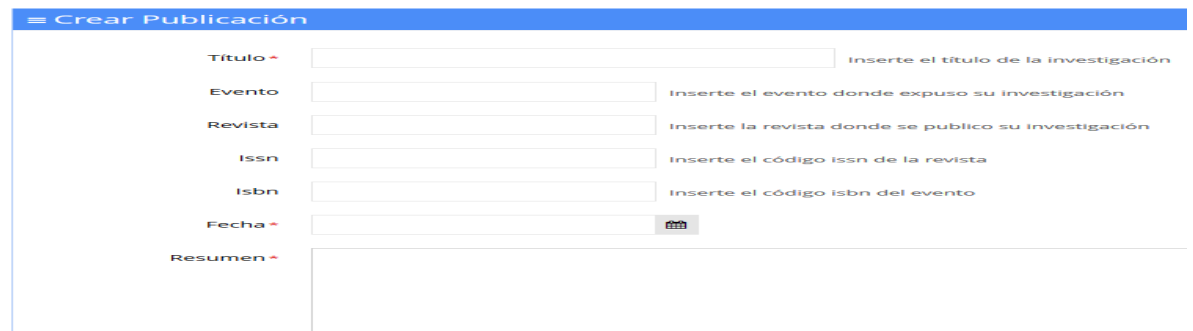 Crear Publicación
Título* Inserte el título de la investigación
Evento Inserte el evento donde expuso su investigación
Revista Inserte la revista donde se publico su investigación
Issn Inserte el código issn de la revista
Isbn Inserte el código isbn del evento
Fecha*
Resumen*